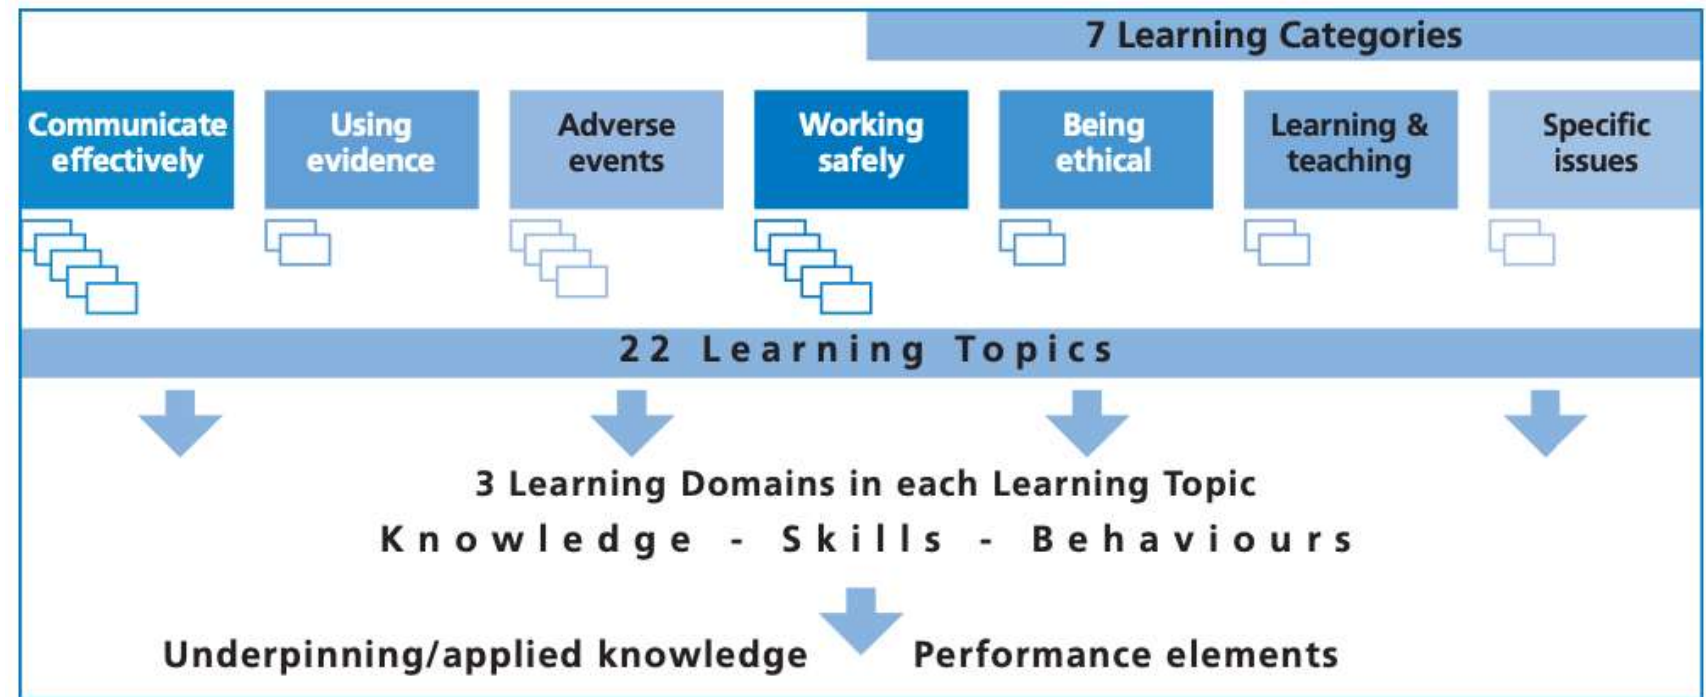 7 Learning Categories
Communicate
effectively
Using
evidence
Adverse
events
Working
safely
Being
ethical
Learning &
teaching
Specific
issues
22 Learning Topics
3 Learning Domains in each Learning Topic
Knowledge - Skills - Behaviours
Underpinning/applied knowledge
Performance elements